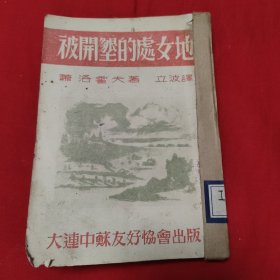 被開墾的處女地
蕭洛霍夫著 立波譯
大連中蘇友好協會出版